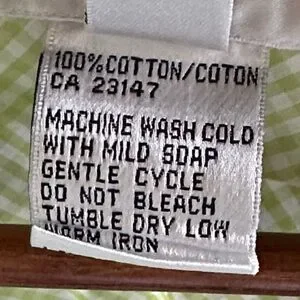 100% COTTON/COTON
CA 23147
MACHINE WASH COLD
WITH MILD SOAP
GENTLE CYCLE
DO NOT BLEACH
TUMBLE DRY LOW
WORM IRON